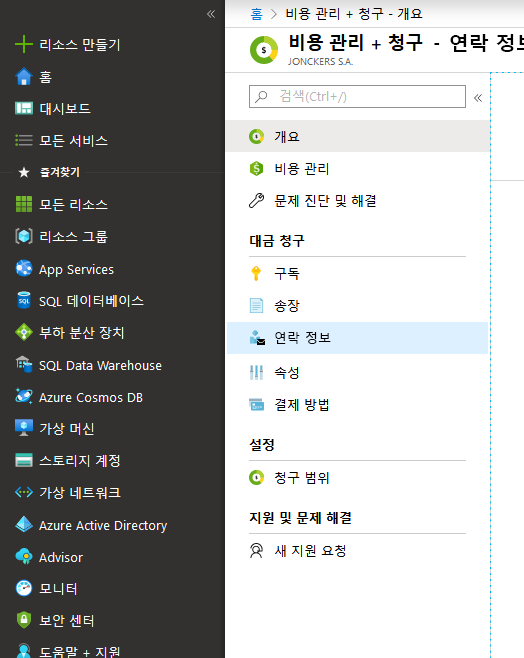 리소스 만들기
홈
대시보드
모든 서비스
즐겨찾기
모든 리소스
리소스 그룹
App Services
SQL 데이터베이스
부하 분산 장치
SQL Data Warehouse
Azure Cosmos DB
가상 머신
스토리지 계정
가상 네트워크
Azure Active Directory
Advisor
모니터
보안 센터
도움말 + 지원
홈 > 비용 관리 + 청구 - 개요
비용 관리 + 청구 - 연락 정보
JONCKERS S.A.
검색(Ctrl+/)
개요
비용 관리
문제 진단 및 해결
대금 청구
구독
송장
연락 정보
속성
결제 방법
설정
청구 범위
지원 및 문제 해결
새 지원 요청